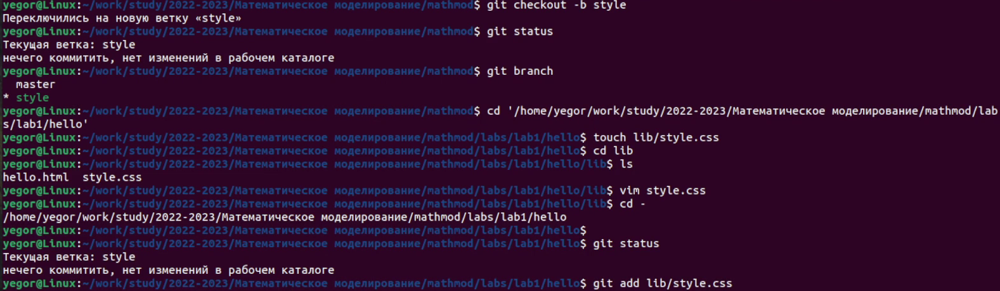 yegor@Linux:~/work/study/2022-2023/Математическое моделирование/mathmod$ git checkout -b style
Переключились на новую ветку «style»
yegor@Linux:~/work/study/2022-2023/Математическое моделирование/mathmod$ git status
Текущая ветка: style
нечего коммитить, нет изменений в рабочем каталоге
yegor@Linux:~/work/study/2022-2023/Математическое моделирование/mathmod$ git branch
  master
* style
yegor@Linux:~/work/study/2022-2023/Математическое моделирование/mathmod$ cd '/home/yegor/work/study/2022-2023/Математическое моделирование/mathmod/lab
s/lab1/hello'
yegor@Linux:~/work/study/2022-2023/Математическое моделирование/mathmod/labs/lab1/hello$ touch lib/style.css
yegor@Linux:~/work/study/2022-2023/Математическое моделирование/mathmod/labs/lab1/hello$ cd lib
yegor@Linux:~/work/study/2022-2023/Математическое моделирование/mathmod/labs/lab1/hello/lib$ ls
hello.html  style.css
yegor@Linux:~/work/study/2022-2023/Математическое моделирование/mathmod/labs/lab1/hello/lib$ vim style.css
yegor@Linux:~/work/study/2022-2023/Математическое моделирование/mathmod/labs/lab1/hello/lib$ cd -
/home/yegor/work/study/2022-2023/Математическое моделирование/mathmod/labs/lab1/hello
yegor@Linux:~/work/study/2022-2023/Математическое моделирование/mathmod/labs/lab1/hello$
yegor@Linux:~/work/study/2022-2023/Математическое моделирование/mathmod/labs/lab1/hello$ git status
Текущая ветка: style
нечего коммитить, нет изменений в рабочем каталоге
yegor@Linux:~/work/study/2022-2023/Математическое моделирование/mathmod/labs/lab1/hello$ git add lib/style.css